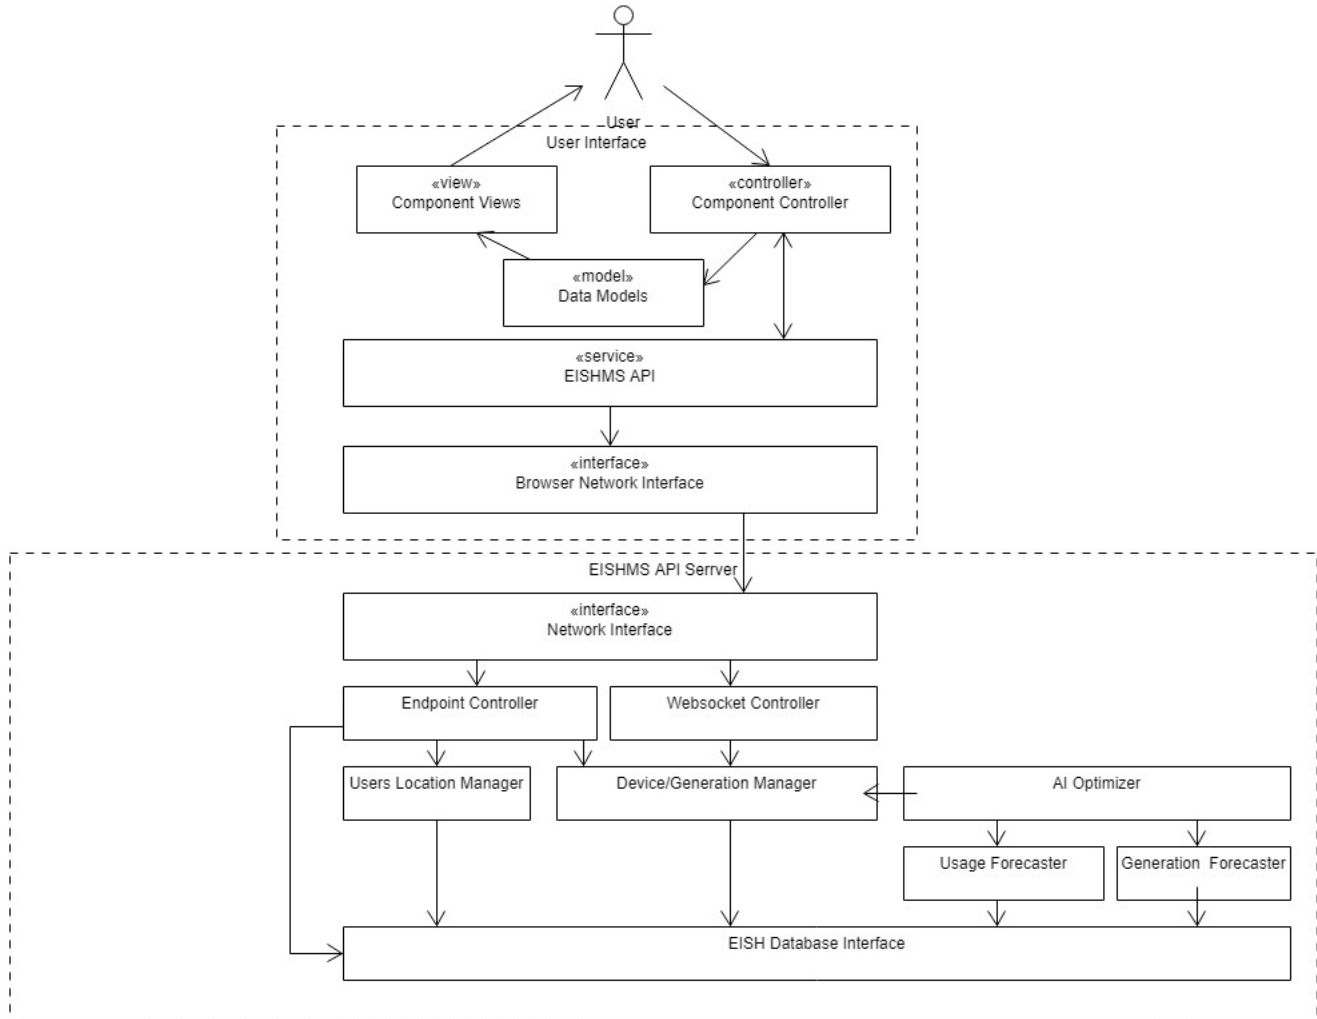 User
User Interface
«view»
Component Views
«controller»
Component Controller
«model»
Data Models
«service»
EISHMS API
«interface»
Browser Network Interface
EISHMS API Serrver
«interface»
Network Interface
Endpoint Controller
Websocket Controller
Users Location Manager
Device/Generation Manager
AI Optimizer
Usage Forecaster
Generation Forecaster
EISH Database Interface